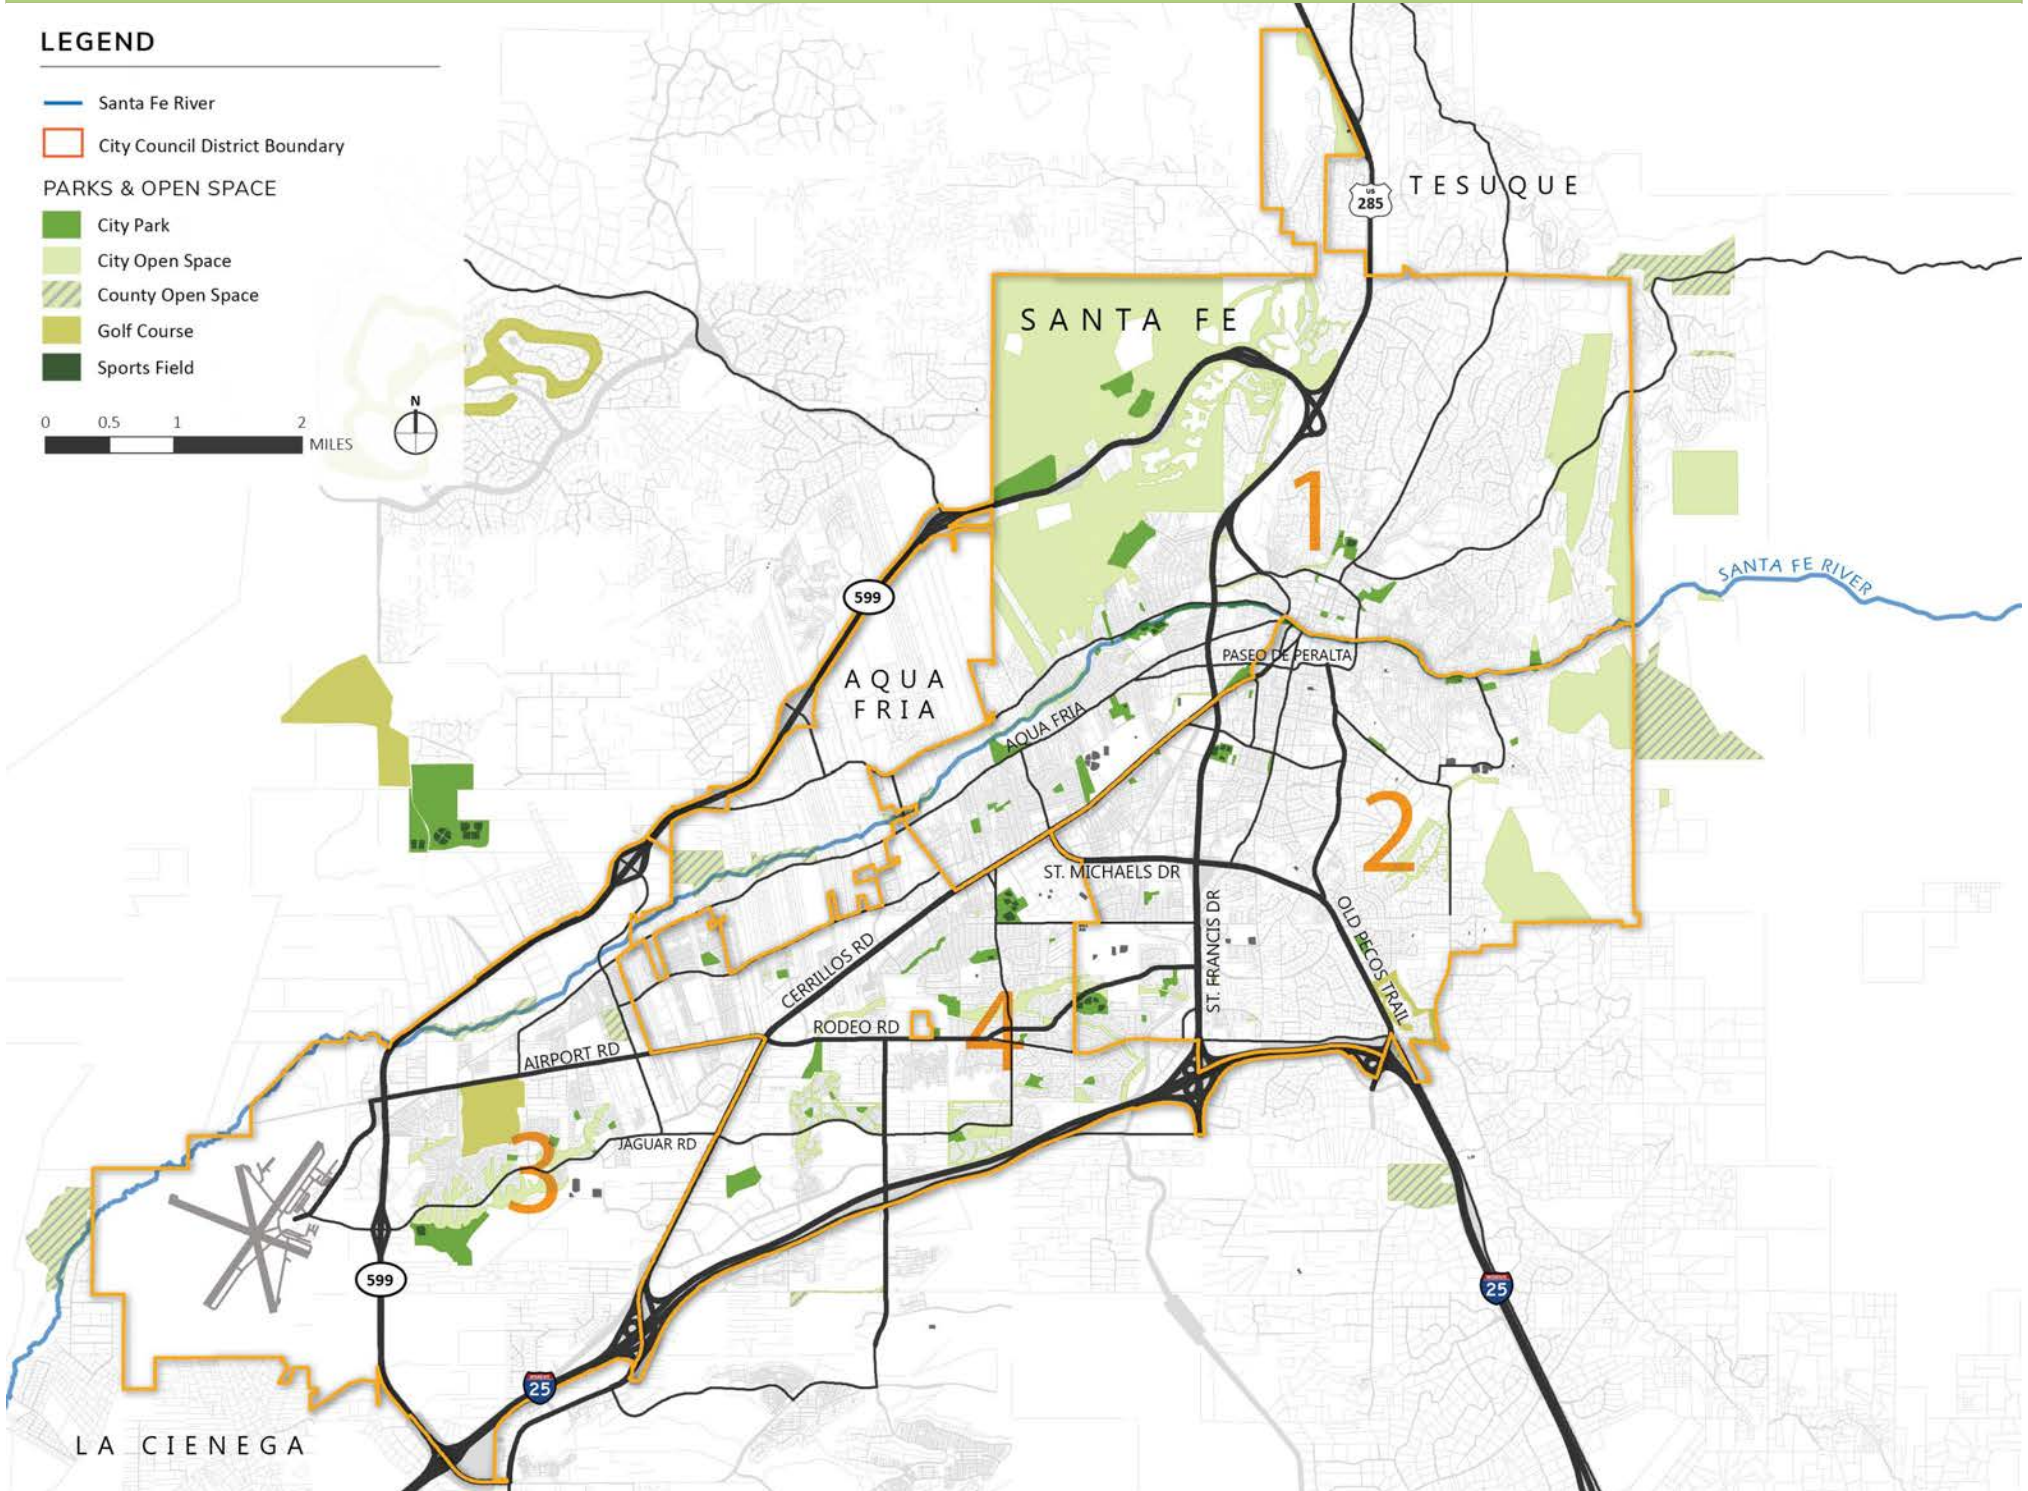 LEGEND
Santa Fe River
City Council District Boundary
PARKS & OPEN SPACE
City Park
City Open Space
County Open Space
Golf Course
Sports Field
0 0.5 1 2
MILES
N
US
285
TESUQUE
SANTA FE
1
SANTA FE RIVER
599
AQUA
FRIA
PASEO DE PERALTA
AQUA FRIA
2
ST. MICHAELS DR
ST. FRANCIS DR
OLD PECOS TRAIL
CERRILLOS RD
RODEO RD
4
AIRPORT RD
3
JAGUAR RD
599
25
25
LA CIENEGA